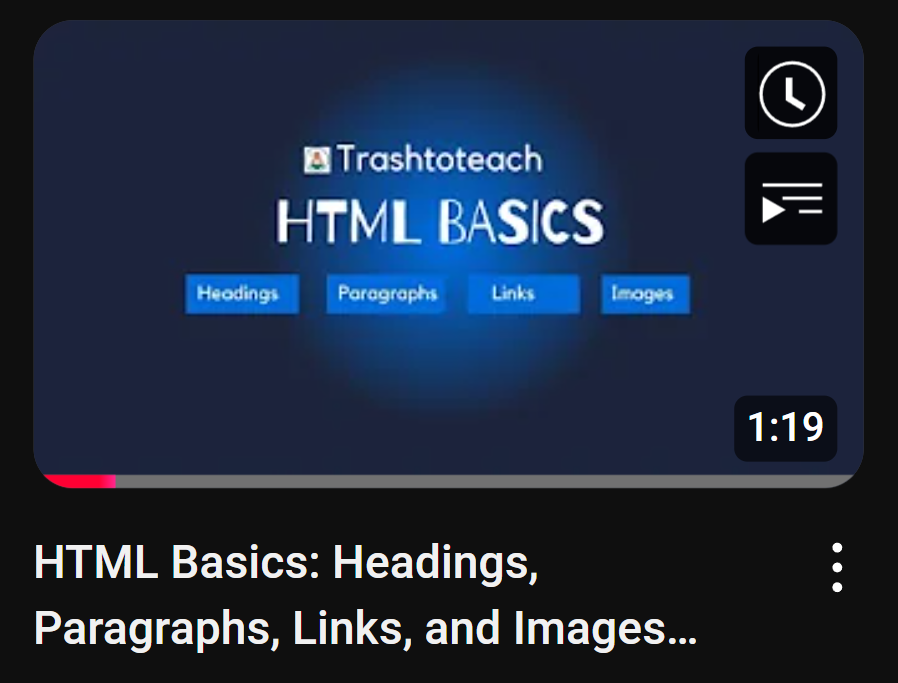 Trashtoteach
HTML BASICS
Headings Paragraphs Links Images
1:19
HTML Basics: Headings,
Paragraphs, Links, and Images...